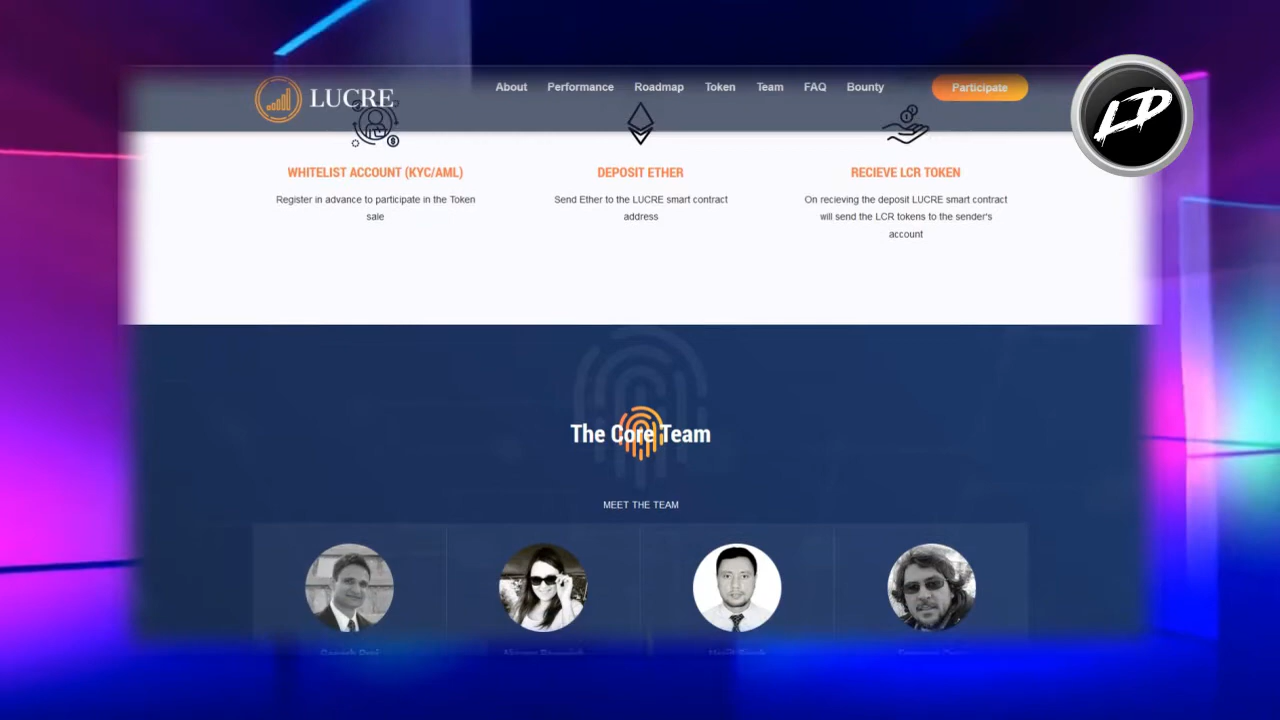 LUCRE
About Performance Roadmap Token Team FAQ Bounty Participate
LP
WHITELIST ACCOUNT (KYC/AML)
Register in advance to participate in the Token
sale
DEPOSIT ETHER
Send Ether to the LUCRE smart contract
address
RECIEVE LCR TOKEN
On recieving the deposit LUCRE smart contract
will send the LCR tokens to the sender's
account
The Core Team
MEET THE TEAM